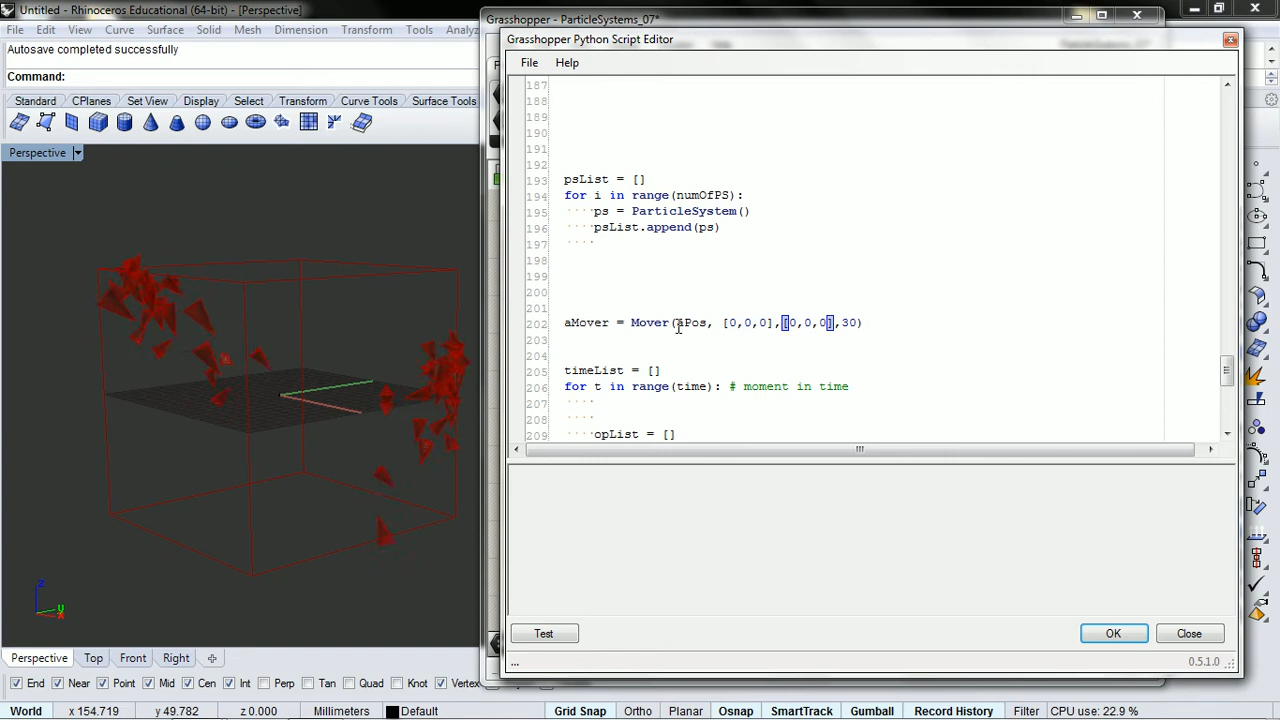 Untitled - Rhinoceros Educational (64-bit) - [Perspective]
File Edit View Curve Surface Solid Mesh Dimension Transform Tools Analyz
Autosave completed successfully
Command:
Standard CPlanes Set View Display Select Transform Curve Tools Surface Tools
Perspective
z
y
x
Perspective Top Front Right
End Near Point Mid Cen Int Perp Tan Quad Knot Vertex
World x 154.719 y 49.782 z 0.000 Millimeters Default Grid Snap Ortho Planar Osnap SmartTrack Gumball Record History Filter CPU use: 22.9 %
Grasshopper - ParticleSystems_07*
Grasshopper Python Script Editor
File Help
187
188
189
190
191
192
193 psList = []
194 for i in range(numOfPS):
195 ····ps = ParticleSystem()
196 ····psList.append(ps)
197 ····
198
199
200
201
202 aMover = Mover(aPos, [0,0,0],[0,0,0],30)
203
204
205 timeList = []
206 for t in range(time): # moment in time
207 ····
208 ····
209 ····opList = []
Test OK Close
... 0.5.1.0